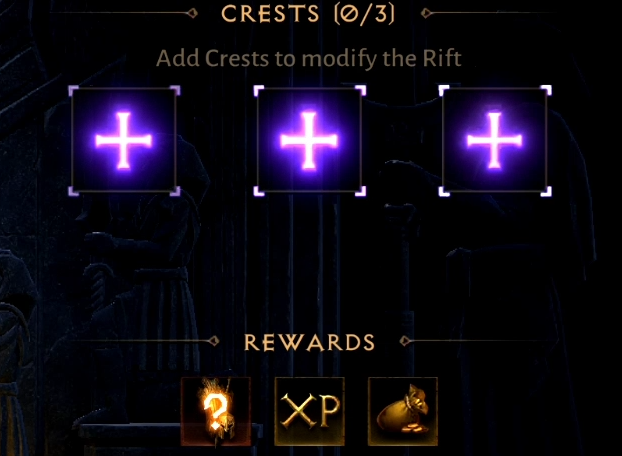 CRESTS (0/3)
Add Crests to modify the Rift
REWARDS
? XP